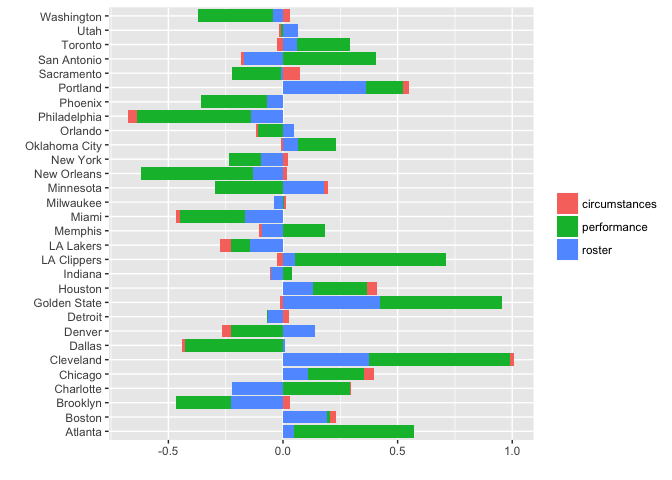 Washington
Utah
Toronto
San Antonio
Sacramento
Portland
Phoenix
Philadelphia
Orlando
Oklahoma City
New York
New Orleans
Minnesota
Milwaukee
Miami
Memphis
LA Lakers
LA Clippers
Indiana
Houston
Golden State
Detroit
Denver
Dallas
Cleveland
Chicago
Charlotte
Brooklyn
Boston
Atlanta
-0.5 0.0 0.5 1.0
circumstances
performance
roster